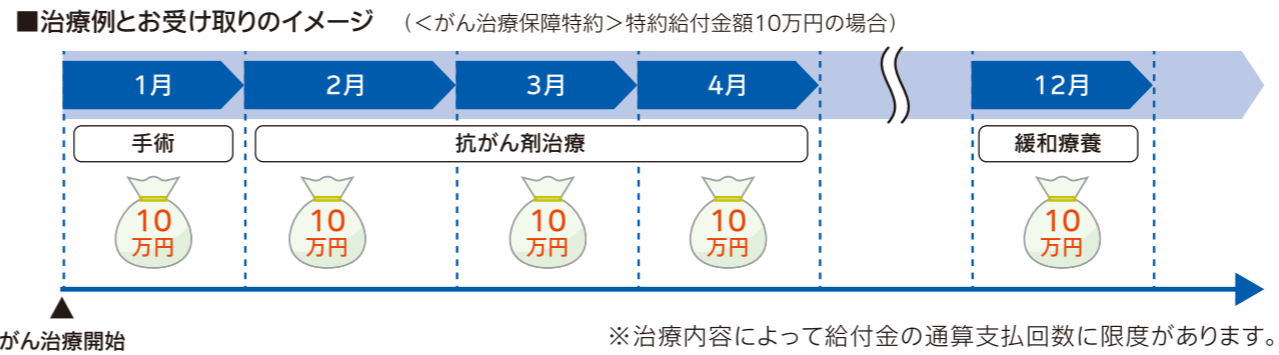 ■治療例とお受け取りのイメージ （＜がん治療保障特約＞特約給付金額10万円の場合）
1月 2月 3月 4月 12月
手術 抗がん剤治療 緩和療養
10 10 10 10 10
万円 万円 万円 万円 万円
▲
がん治療開始
※治療内容によって給付金の通算支払回数に限度があります。